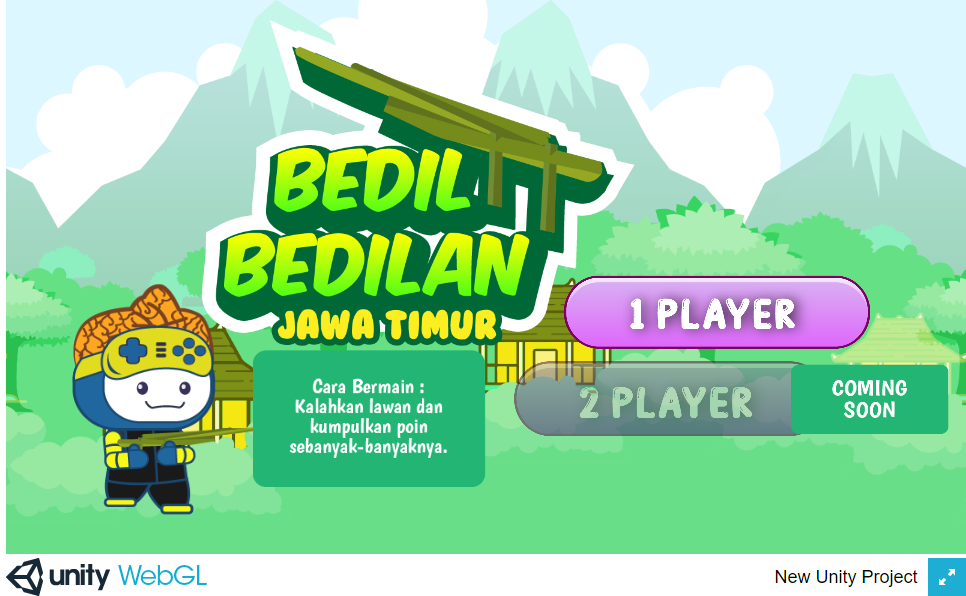 BEDIL
BEDILAN
JAWA TIMUR
1 PLAYER
Cara Bermain :
Kalahkan lawan dan
kumpulkan poin
sebanyak-banyaknya.
2 PLAYER
COMING
SOON
unity WebGL
New Unity Project